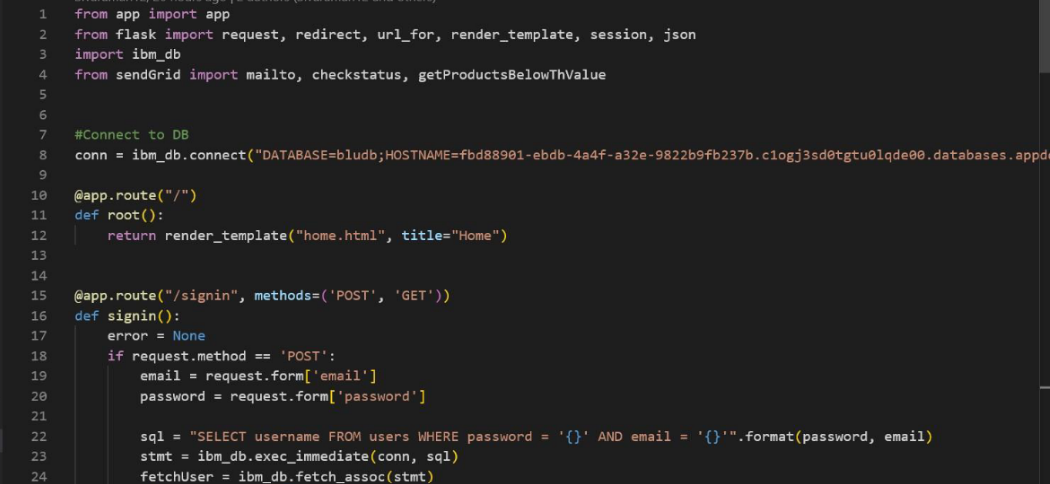 1 from app import app
2 from flask import request, redirect, url_for, render_template, session, json
3 import ibm_db
4 from sendGrid import mailto, checkstatus, getProductsBelowThValue
5
6
7 #Connect to DB
8 conn = ibm_db.connect("DATABASE=bludb;HOSTNAME=fbd88901-ebdb-4a4f-a32e-9822b9fb237b.c1ogj3sd0tgtu0lqde00.databases.appd
9
10 @app.route("/")
11 def root():
12     return render_template("home.html", title="Home")
13
14
15 @app.route("/signin", methods=('POST', 'GET'))
16 def signin():
17     error = None
18     if request.method == 'POST':
19         email = request.form['email']
20         password = request.form['password']
21
22         sql = "SELECT username FROM users WHERE password = '{}' AND email = '{}'".format(password, email)
23         stmt = ibm_db.exec_immediate(conn, sql)
24         fetchUser = ibm_db.fetch_assoc(stmt)